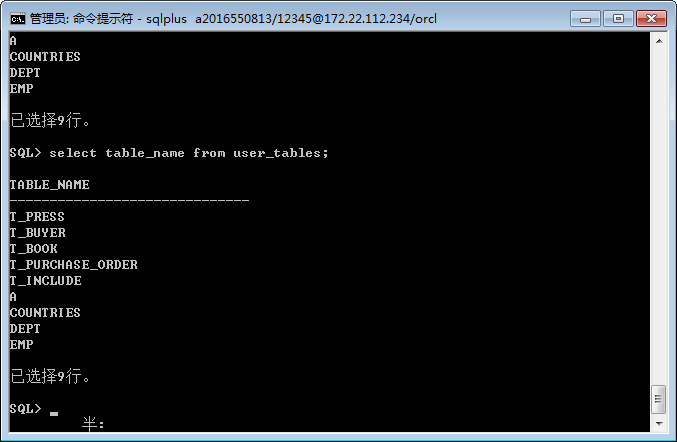 管理员: 命令提示符 - sqlplus  a2016550813/12345@172.22.112.234/orcl
A
COUNTRIES
DEPT
EMP
已选择9行。
SQL> select table_name from user_tables;
TABLE_NAME
------------------------------
T_PRESS
T_BUYER
T_BOOK
T_PURCHASE_ORDER
T_INCLUDE
A
COUNTRIES
DEPT
EMP
已选择9行。
SQL> _
半: